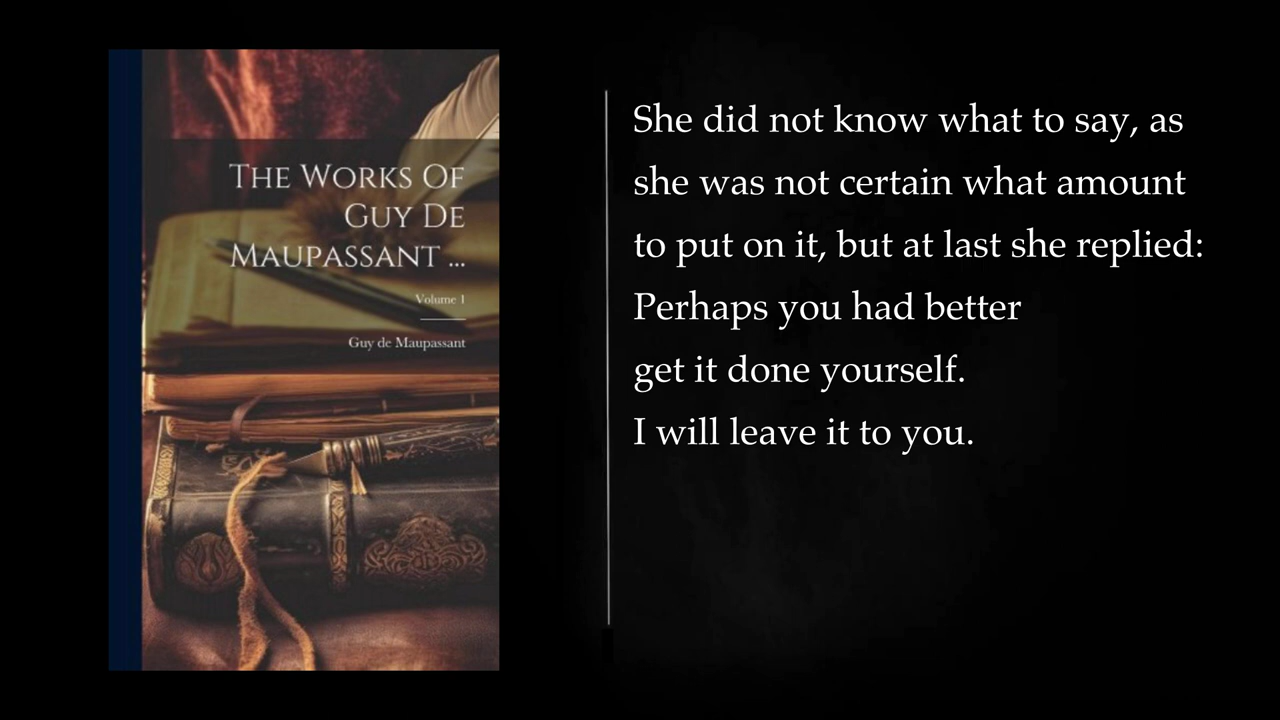 The Works Of
Guy De
Maupassant ...
Volume 1
Guy de Maupassant
She did not know what to say, as
she was not certain what amount
to put on it, but at last she replied:
Perhaps you had better
get it done yourself.
I will leave it to you.